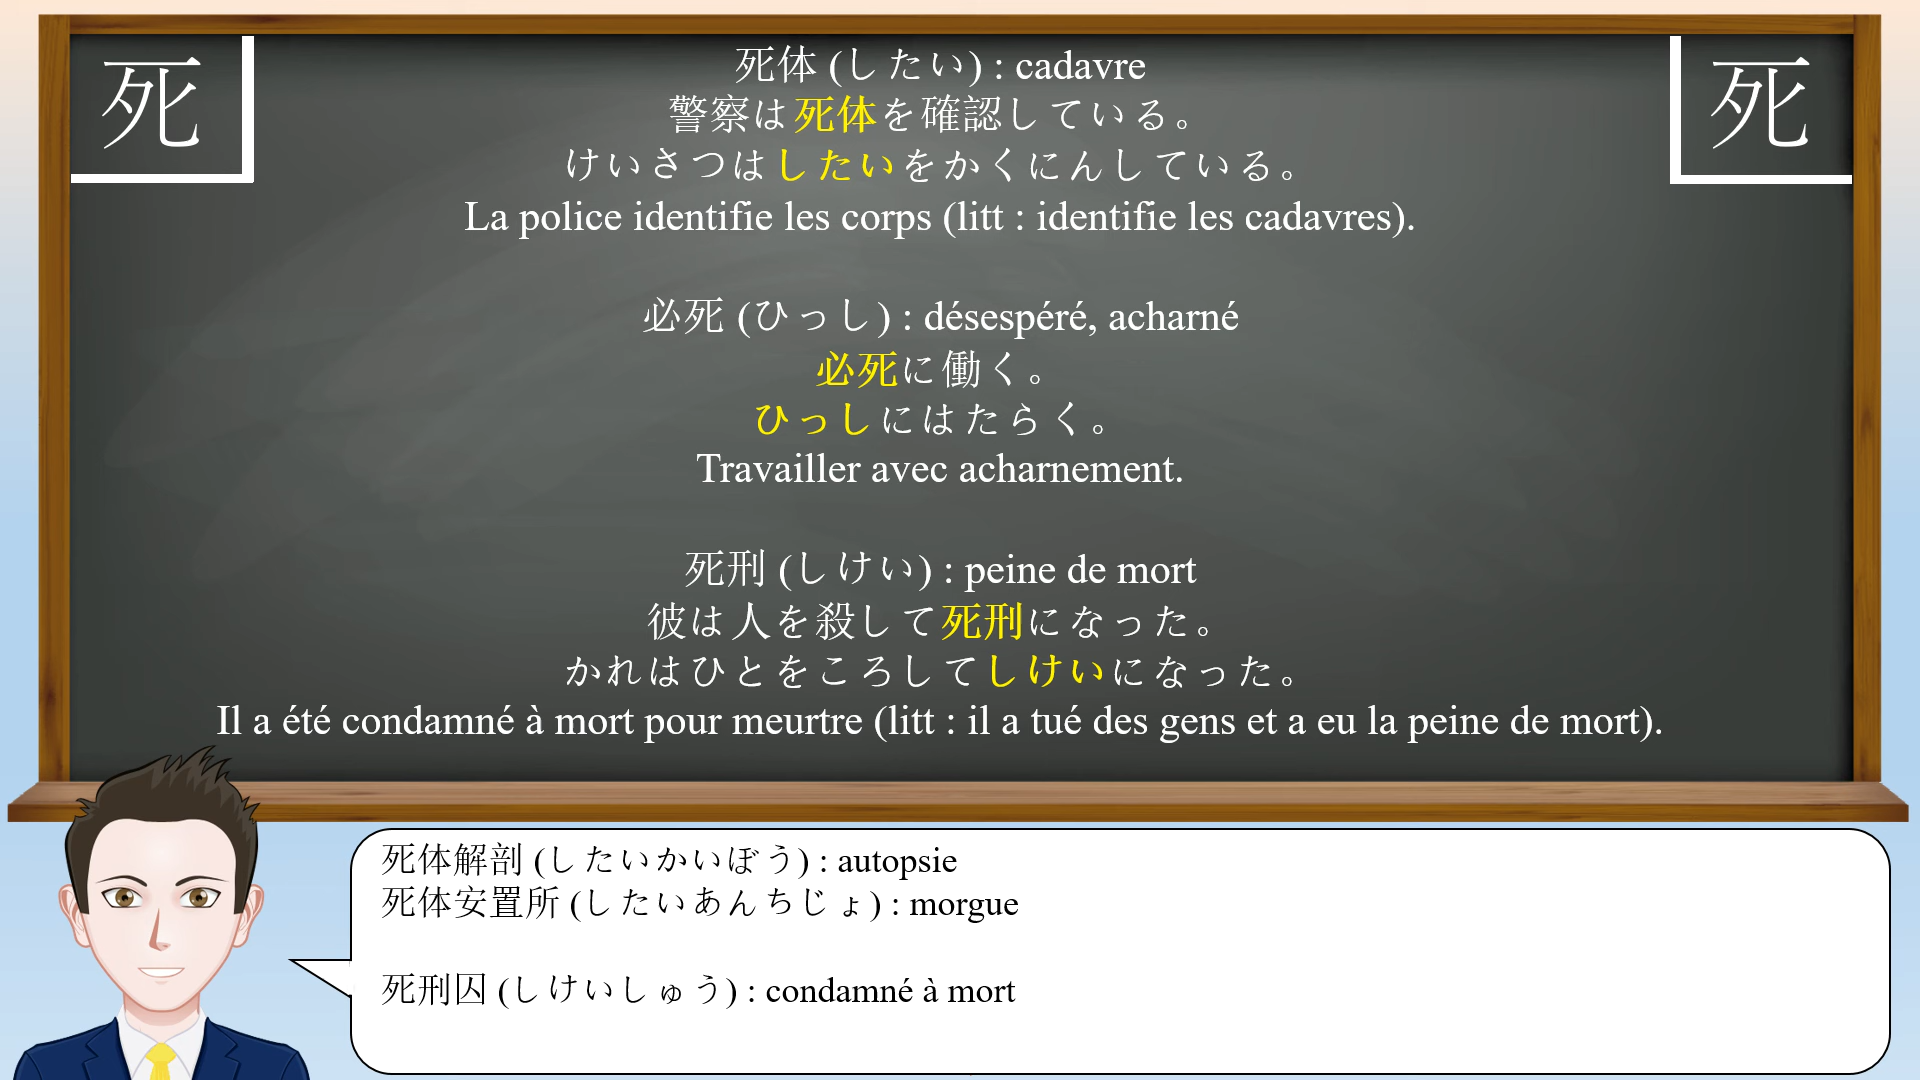 死
死
死体 (したい) : cadavre
警察は死体を確認している。
けいさつはしたいをかくにんしている。
La police identifie les corps (litt : identifie les cadavres).
必死 (ひっし) : désespéré, acharné
必死に働く。
ひっしにはたらく。
Travailler avec acharnement.
死刑 (しけい) : peine de mort
彼は人を殺して死刑になった。
かれはひとをころしてしけいになった。
Il a été condamné à mort pour meurtre (litt : il a tué des gens et a eu la peine de mort).
死体解剖 (したいかいぼう) : autopsie
死体安置所 (したいあんちじょ) : morgue
死刑囚 (しけいしゅう) : condamné à mort